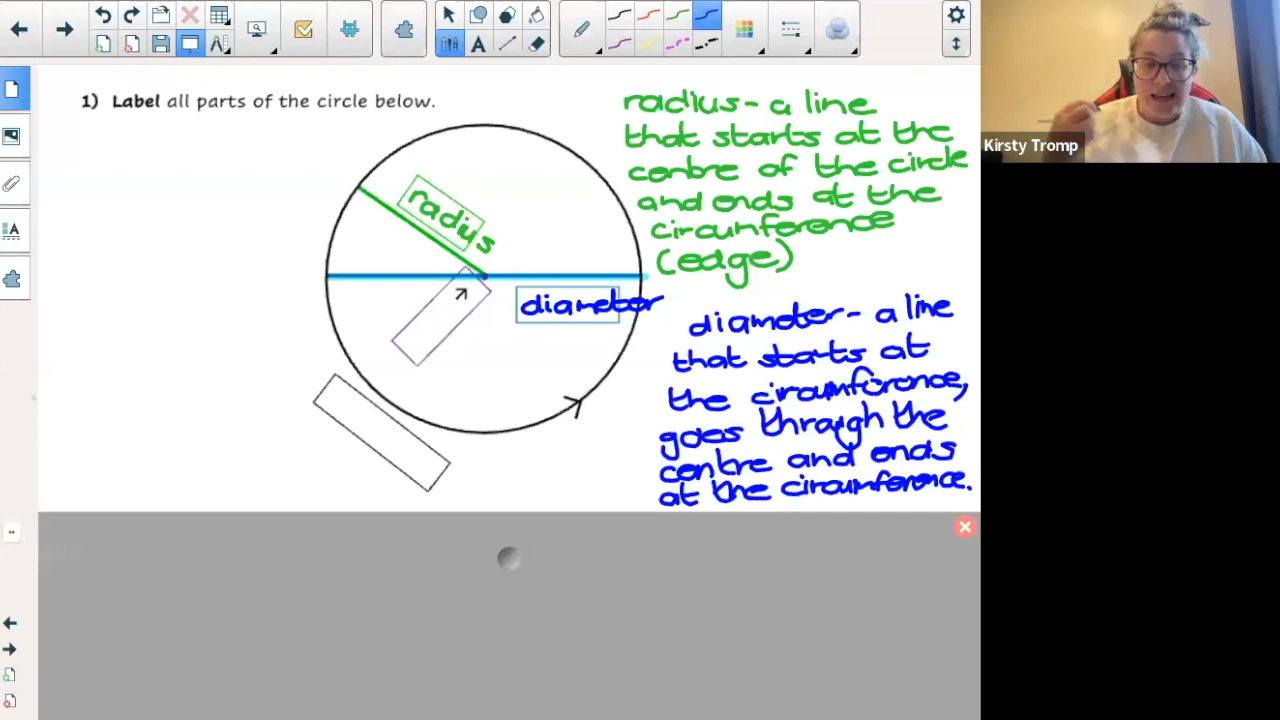 1) Label all parts of the circle below.
radius - a line
that starts at the
centre of the circle
and ends at the
circumference
(edge)
radius
diameter
diameter - a line
that starts at
the circumference,
goes through the
centre and ends
at the circumference.
Kirsty Tromp